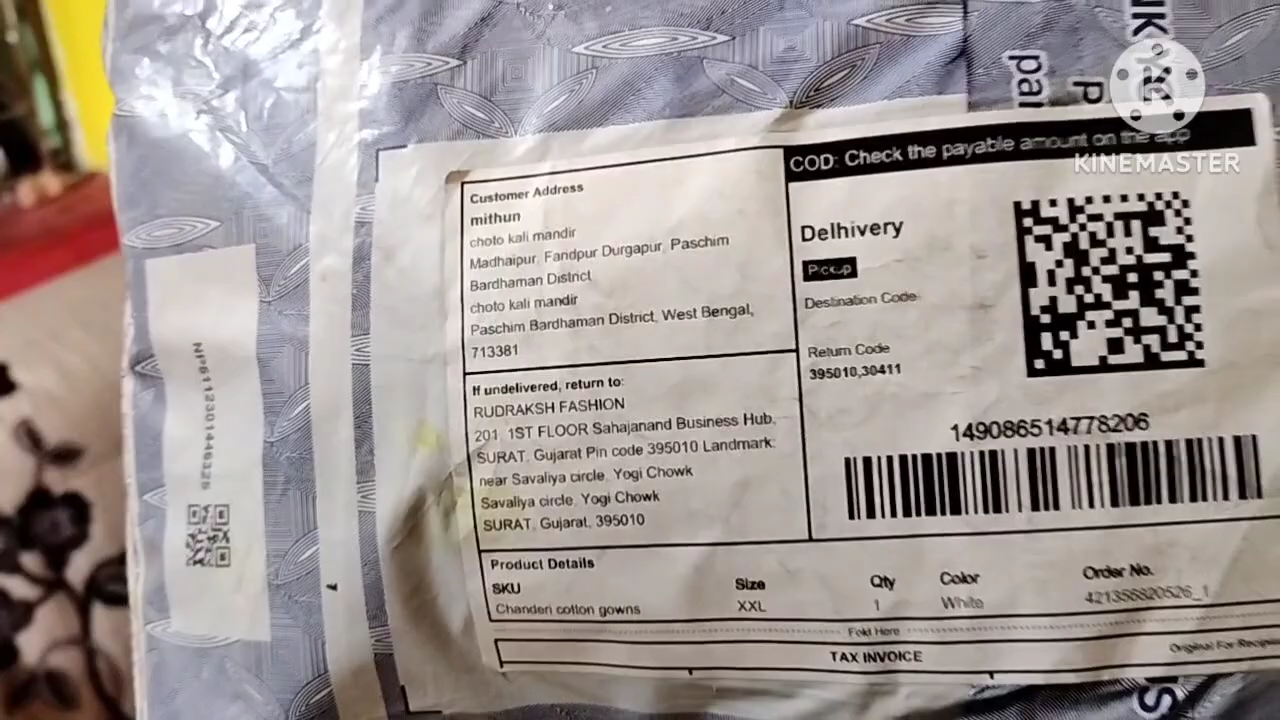 COD: Check the payable amount on the app
KINEMASTER
Customer Address
mithun
choto kali mandir
Madhaipur, Faridpur Durgapur, Paschim
Bardhaman District
choto kali mandir
Paschim Bardhaman District, West Bengal,
713381
If undelivered, return to:
RUDRAKSH FASHION
201, 1ST FLOOR Sahajanand Business Hub,
SURAT, Gujarat Pin code 395010 Landmark:
near Savaliya circle, Yogi Chowk
Savaliya circle, Yogi Chowk
SURAT, Gujarat, 395010
Delhivery
Pickup
Destination Code
Return Code
395010,30411
149086514778206
Product Details
SKU Size Qty Color Order No.
Chanderi cotton gowns XXL 1 White 421356820526_1
Fold Here
TAX INVOICE Original For